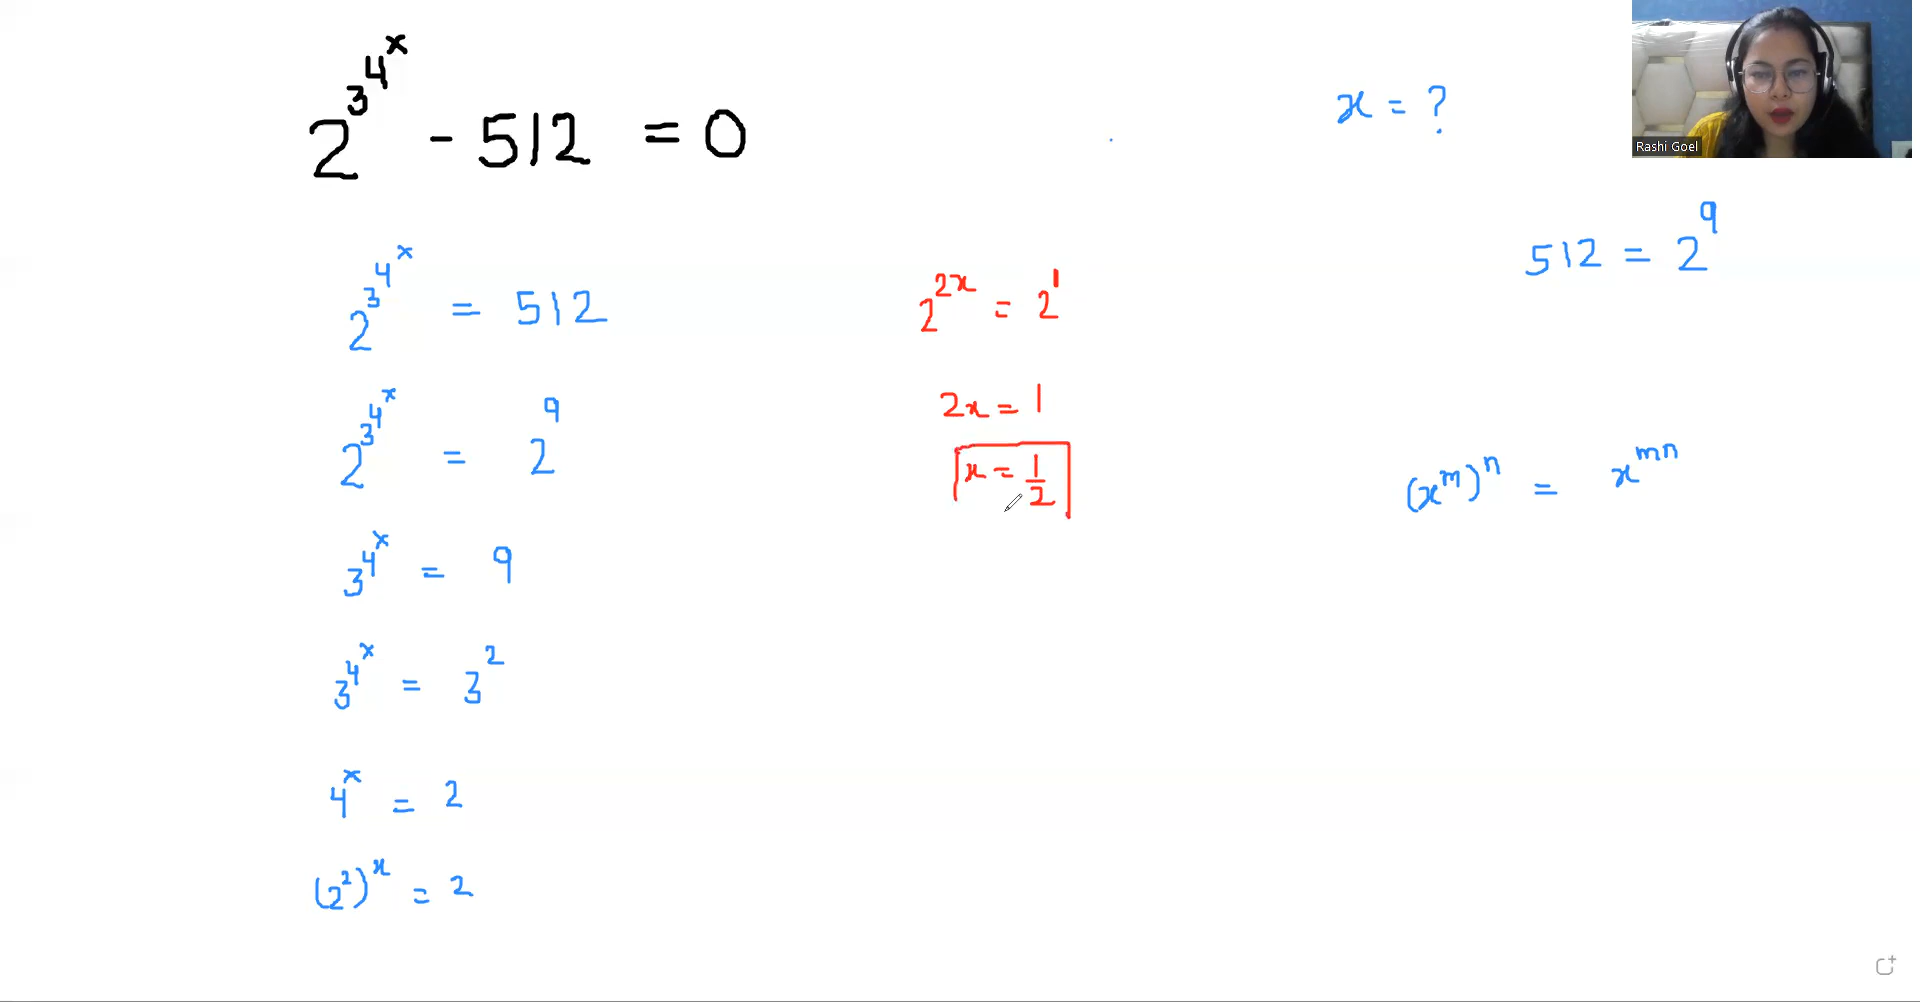 2^3^4^x - 512 = 0
x = ?
Rashi Goel
512 = 2^9
2^3^4^x = 512
2^3^4^x = 2^9
3^4^x = 9
3^4^x = 3^2
4^x = 2
(2^2)^x = 2
2^2x = 2^1
2x = 1
x = 1/2
(x^m)^n = x^mn